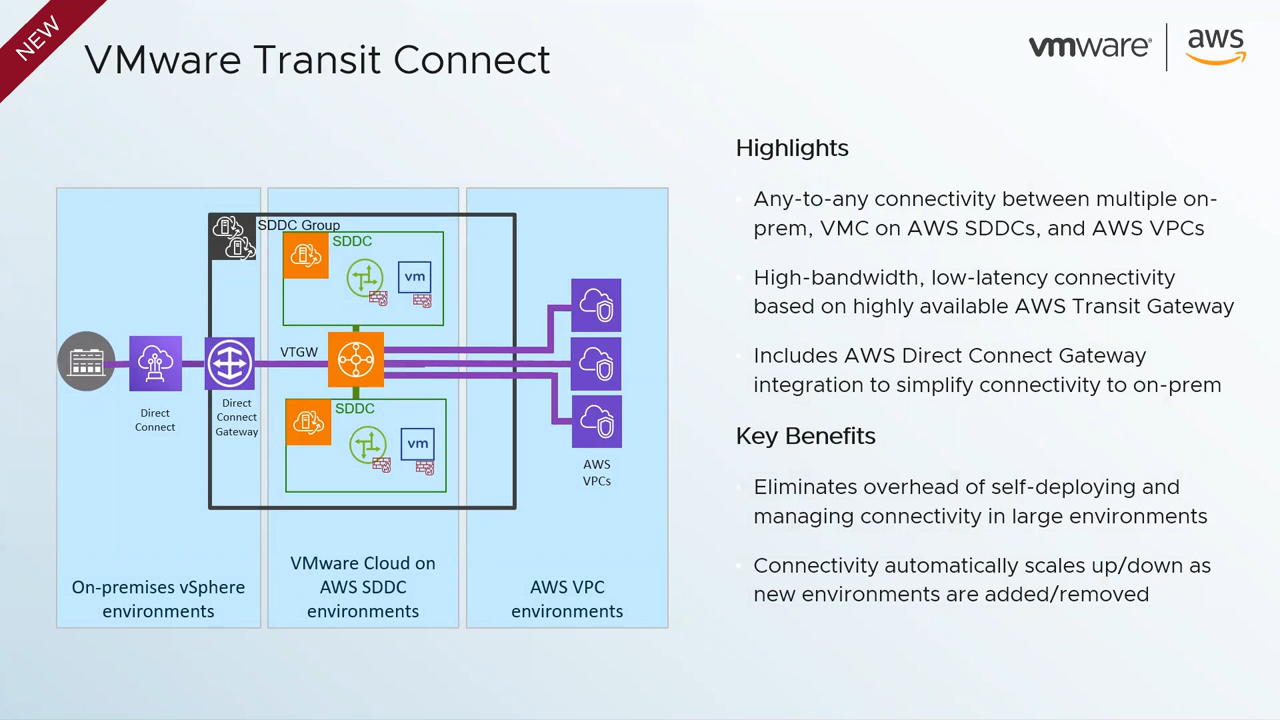 NEW
VMware Transit Connect
vmware®
aws
SDDC Group
SDDC
vm
VTGW
Direct
Connect
Direct
Connect
Gateway
SDDC
vm
AWS
VPCs
On-premises vSphere
environments
VMware Cloud on
AWS SDDC
environments
AWS VPC
environments
Highlights
Any-to-any connectivity between multiple on-
prem, VMC on AWS SDDCs, and AWS VPCs
High-bandwidth, low-latency connectivity
based on highly available AWS Transit Gateway
Includes AWS Direct Connect Gateway
integration to simplify connectivity to on-prem
Key Benefits
Eliminates overhead of self-deploying and
managing connectivity in large environments
Connectivity automatically scales up/down as
new environments are added/removed